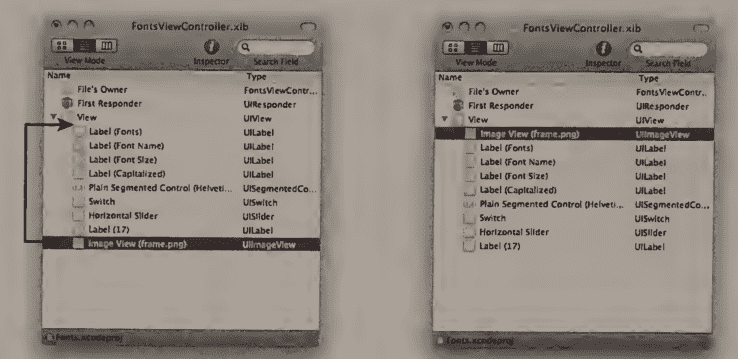 FontsViewController.xib
View Mode Inspector Search Field
Name Type
File's Owner FontsViewContr...
First Responder UIResponder
View UIView
Label (Fonts) UILabel
Label (Font Name) UILabel
Label (Font Size) UILabel
Label (Capitalized) UILabel
Plain Segmented Control (Helveti... UISegmentedCo...
Switch UISwitch
Horizontal Slider UISlider
Label (17) UILabel
Image View (frame.png) UIImageView
Fonts.xcodeproj
FontsViewController.xib
View Mode Inspector Search Field
Name Type
File's Owner FontsViewContr...
First Responder UIResponder
View UIView
Image View (frame.png) UIImageView
Label (Fonts) UILabel
Label (Font Name) UILabel
Label (Font Size) UILabel
Label (Capitalized) UILabel
Plain Segmented Control (Helveti... UISegmentedCo...
Switch UISwitch
Horizontal Slider UISlider
Label (17) UILabel
Fonts.xcodeproj